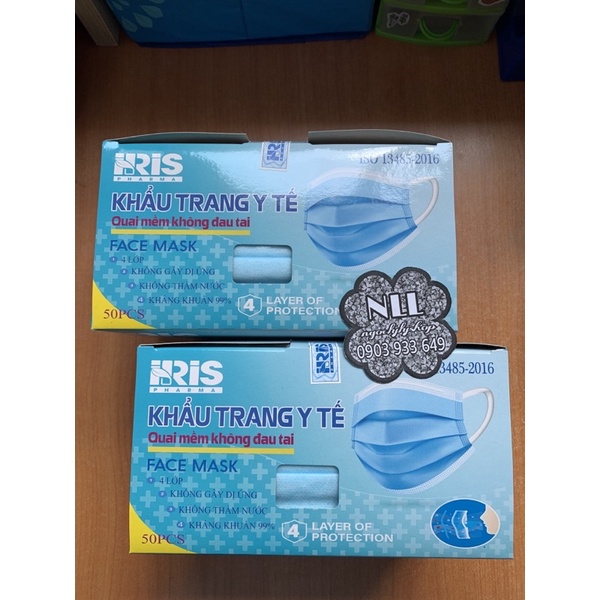 IRIS
PHARMA
ISO 13485-2016
KHẨU TRANG Y TẾ
Quai mềm không đau tai
FACE MASK
4 LỚP
KHÔNG GÂY DỊ ỨNG
KHÔNG THẤM NƯỚC
KHÁNG KHUẨN 99%
50PCS
4 LAYER OF
PROTECTION
NLL
0903 933 649
IRIS
PHARMA
13485-2016
KHẨU TRANG Y TẾ
Quai mềm không đau tai
FACE MASK
4 LỚP
KHÔNG GÂY DỊ ỨNG
KHÔNG THẤM NƯỚC
KHÁNG KHUẨN 99%
50PCS
4 LAYER OF
PROTECTION